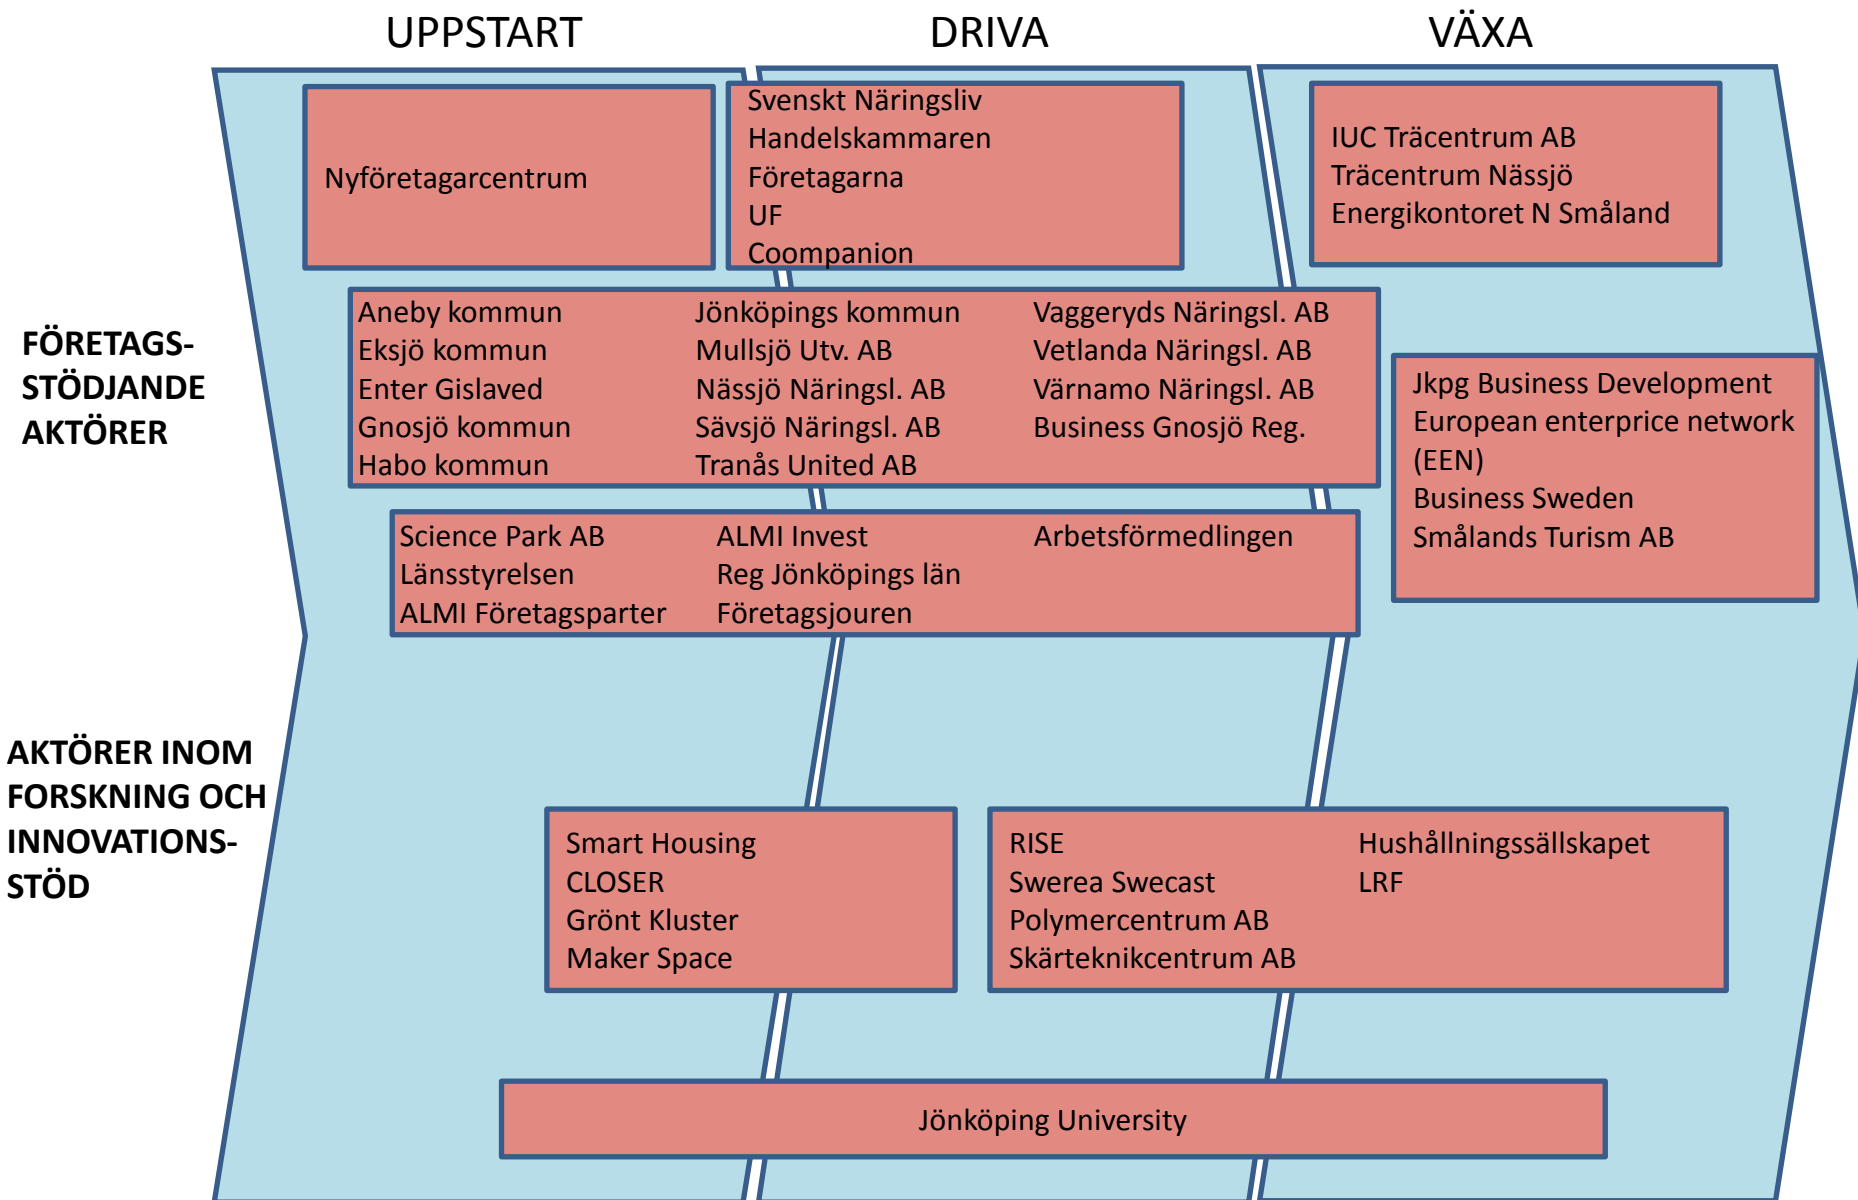 UPPSTART
DRIVA
VÄXA
FÖRETAGS-
STÖDJANDE
AKTÖRER
Nyföretagarcentrum
Svenskt Näringsliv
Handelskammaren
Företagarna
UF
Coompanion
IUC Träcentrum AB
Träcentrum Nässjö
Energikontoret N Småland
Aneby kommun
Eksjö kommun
Enter Gislaved
Gnosjö kommun
Habo kommun
Jönköpings kommun
Mullsjö Utv. AB
Nässjö Näringsl. AB
Sävsjö Näringsl. AB
Tranås United AB
Vaggeryds Näringsl. AB
Vetlanda Näringsl. AB
Värnamo Näringsl. AB
Business Gnosjö Reg.
Jkpg Business Development
European enterprice network
(EEN)
Business Sweden
Smålands Turism AB
Science Park AB
Länsstyrelsen
ALMI Företagsparter
ALMI Invest
Reg Jönköpings län
Företagsjouren
Arbetsförmedlingen
AKTÖRER INOM
FORSKNING OCH
INNOVATIONS-
STÖD
Smart Housing
CLOSER
Grönt Kluster
Maker Space
RISE
Swerea Swecast
Polymercentrum AB
Skärteknikcentrum AB
Hushållningssällskapet
LRF
Jönköping University